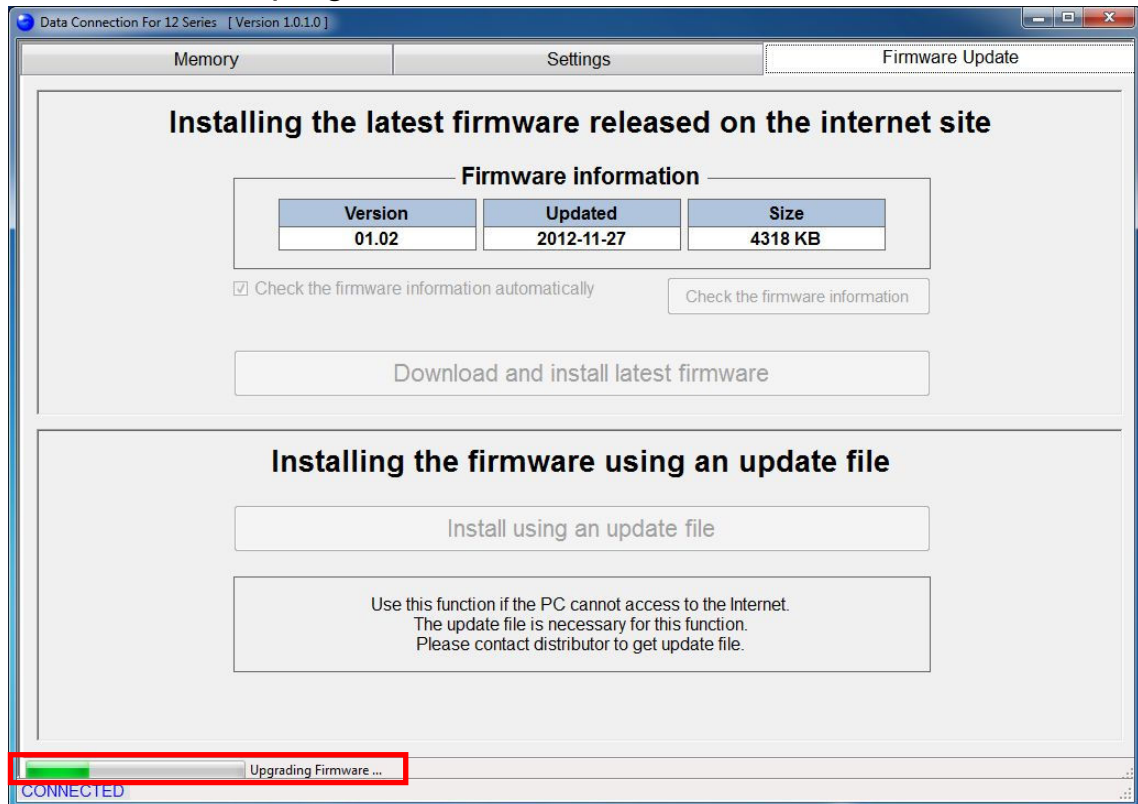 Data Connection For 12 Series [ Version 1.0.1.0 ]
Memory Settings Firmware Update
Installing the latest firmware released on the internet site
Firmware information
Version Updated Size
01.02 2012-11-27 4318 KB
Check the firmware information automatically Check the firmware information
Download and install latest firmware
Installing the firmware using an update file
Install using an update file
Use this function if the PC cannot access to the Internet.
The update file is necessary for this function.
Please contact distributor to get update file.
Upgrading Firmware ...
CONNECTED